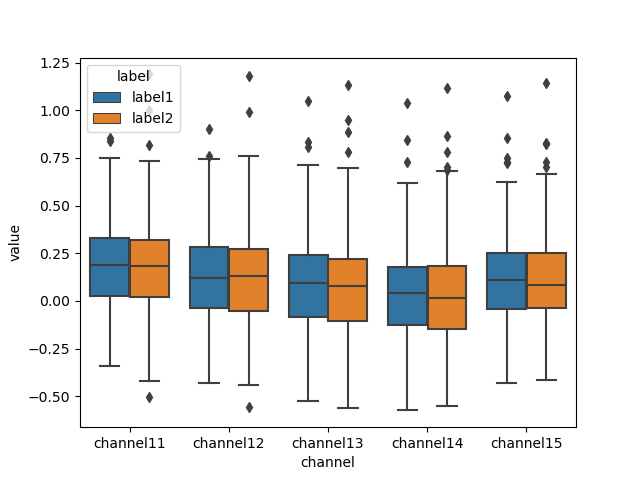 label
label1
label2
1.25
1.00
0.75
0.50
0.25
0.00
−0.25
−0.50
value
channel11 channel12 channel13 channel14 channel15
channel